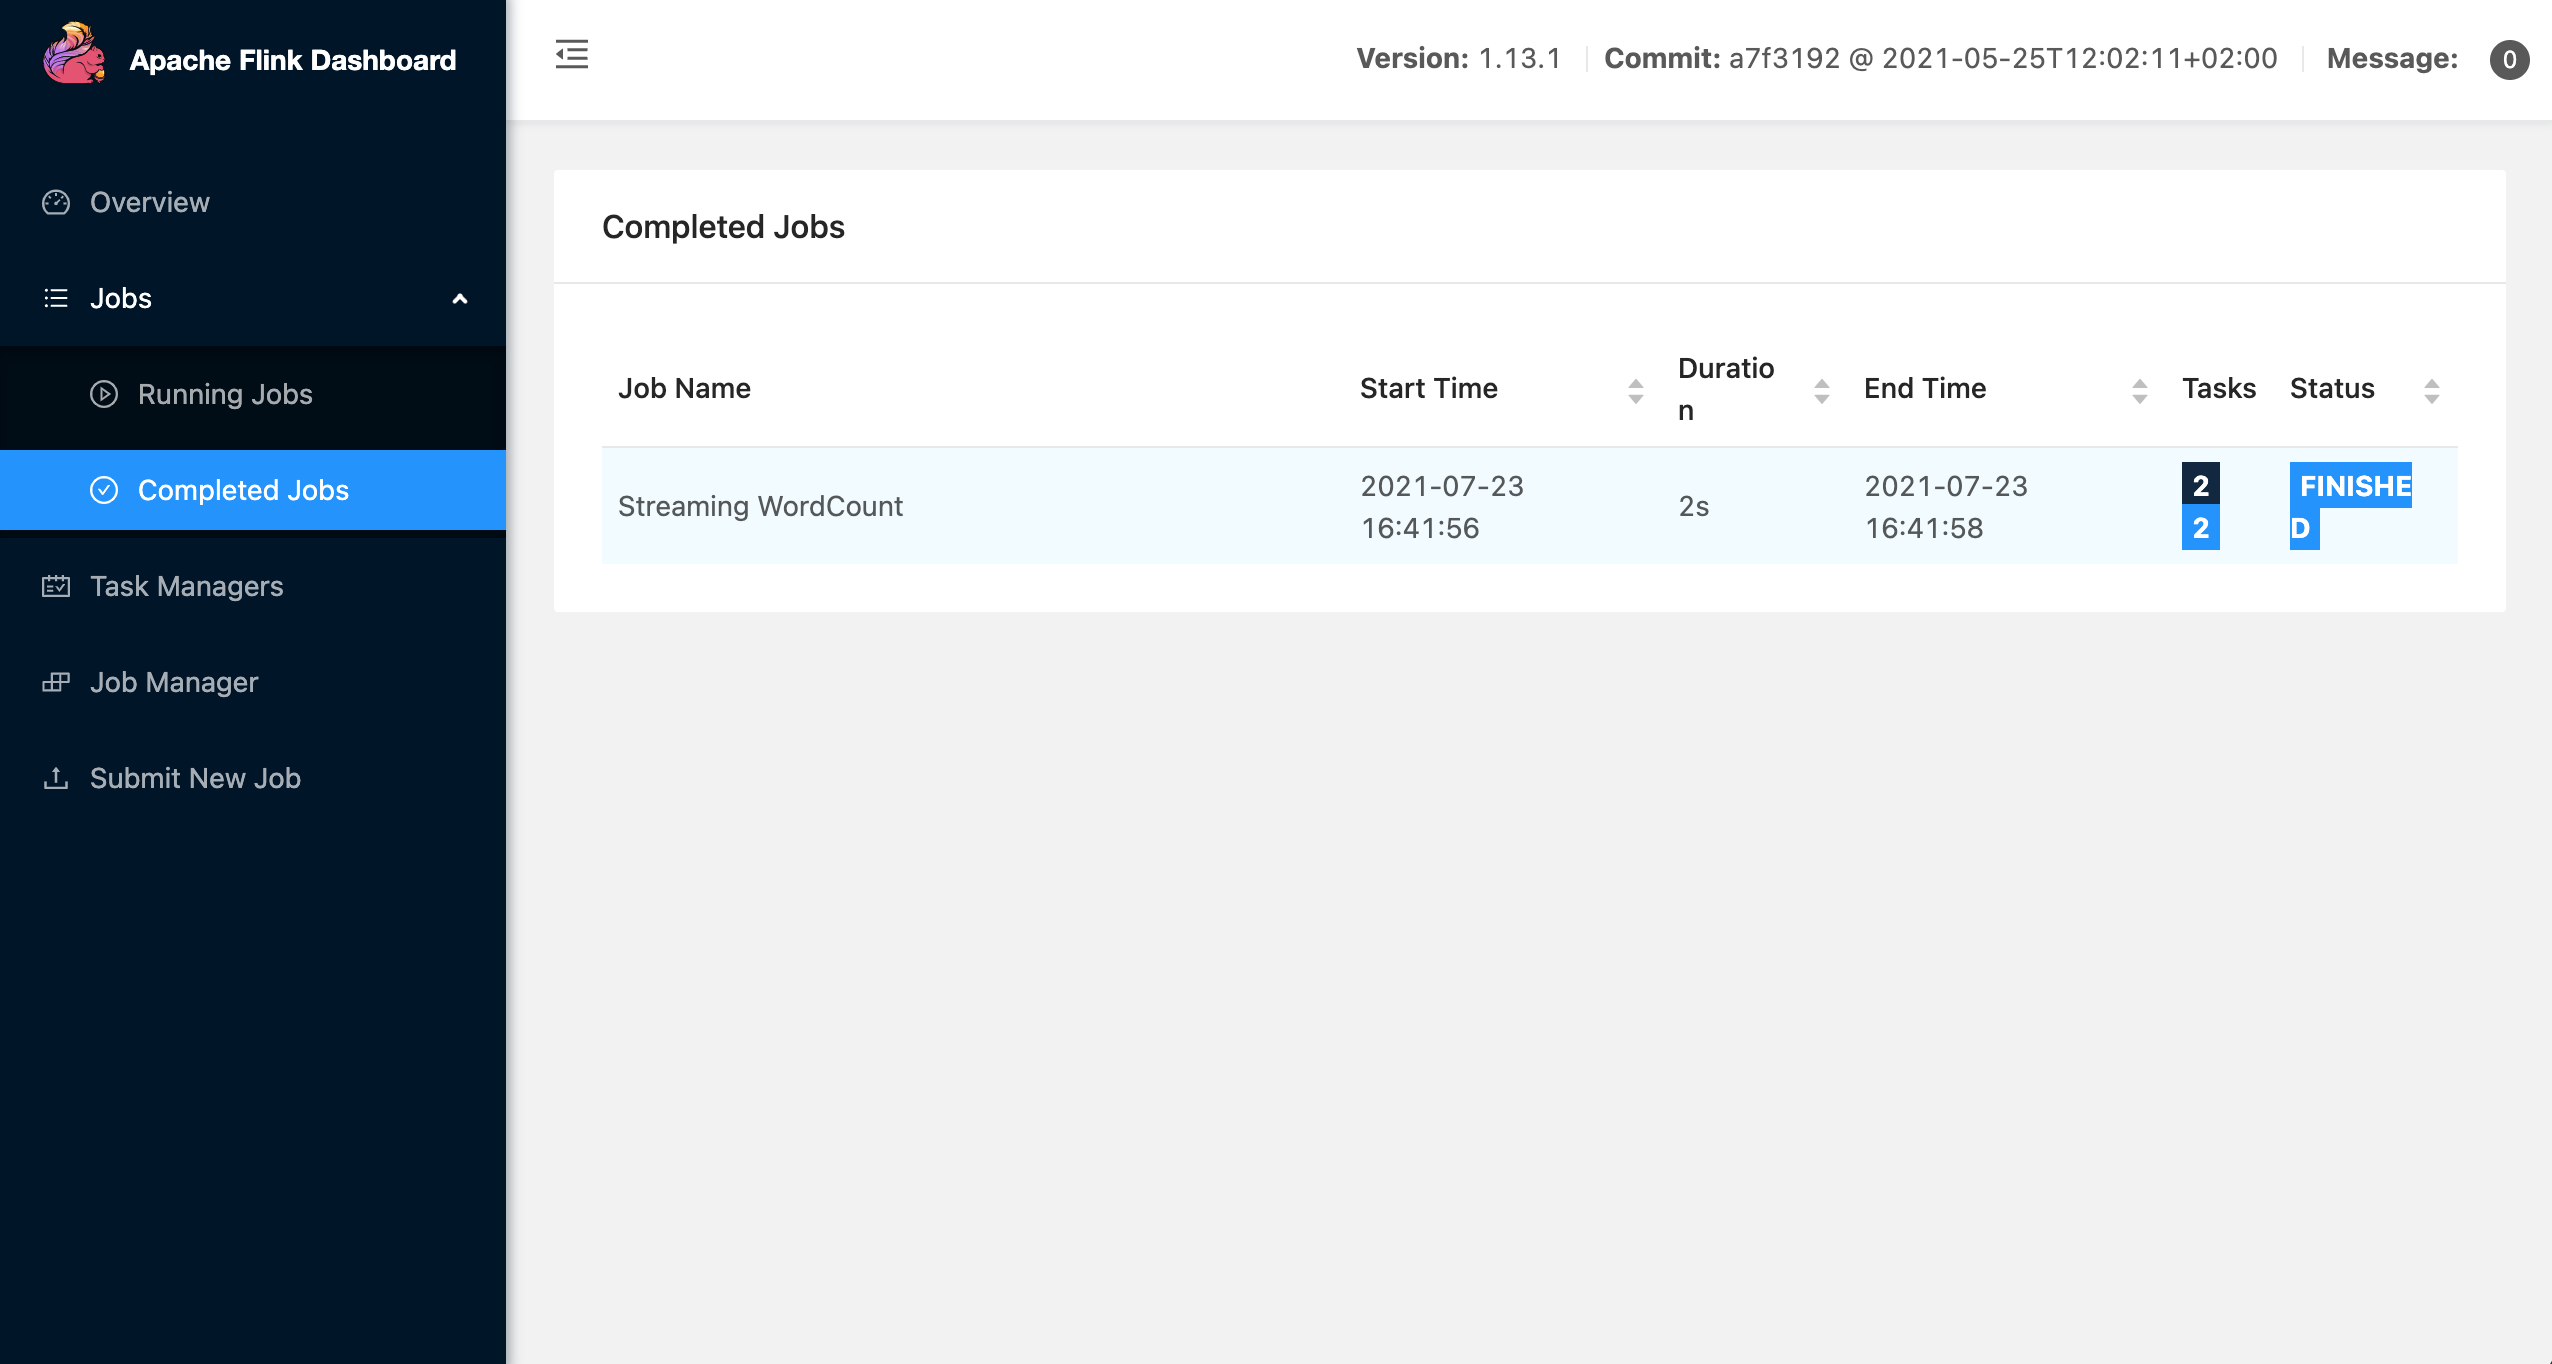 Apache Flink Dashboard
Version: 1.13.1 Commit: a7f3192 @ 2021-05-25T12:02:11+02:00 Message: 0
Overview
Jobs
Running Jobs
Completed Jobs
Task Managers
Job Manager
Submit New Job
Completed Jobs
Job Name
Start Time
Duratio
n
End Time
Tasks
Status
Streaming WordCount
2021-07-23
16:41:56
2s
2021-07-23
16:41:58
2
2
FINISHE
D